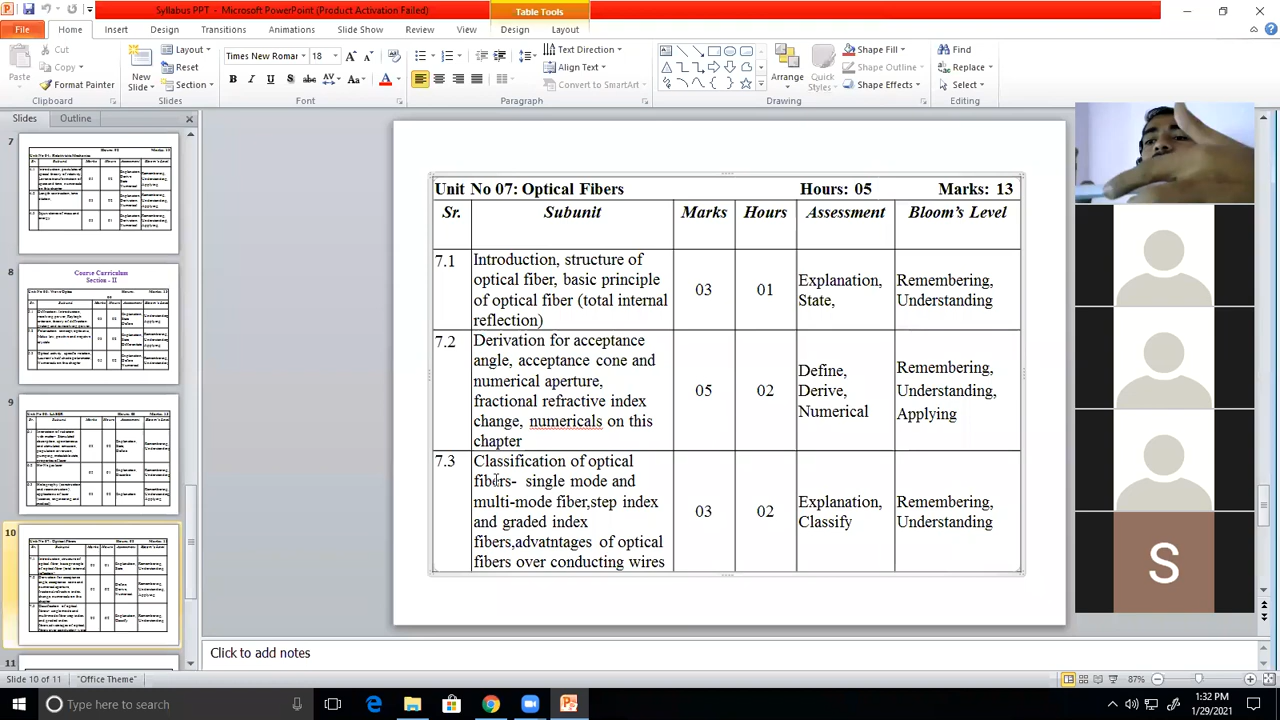 Syllabus PPT - Microsoft PowerPoint (Product Activation Failed)
Table Tools
File Home Insert Design Transitions Animations Slide Show Review View Design Layout
Cut
Copy
Format Painter
Paste
Clipboard
New
Slide
Layout
Reset
Section
Slides
Times New Romar 18
Font
Text Direction
Align Text
Convert to SmartArt
Paragraph
Arrange
Quick
Styles
Shape Fill
Shape Outline
Shape Effects
Drawing
Find
Replace
Select
Editing
Slides Outline
7
8
Course Curriculum
Section - II
9
10
11
Unit No 07: Optical Fibers Hours: 05 Marks: 13
Sr. Subunit Marks Hours Assessment Bloom's Level
7.1 Introduction, structure of
optical fiber, basic principle
of optical fiber (total internal
reflection)
03 01
Explanation,
State,
Remembering,
Understanding
7.2 Derivation for acceptance
angle, acceptance cone and
numerical aperture,
fractional refractive index
change, numericals on this
chapter
05 02
Define,
Derive,
Numerical
Remembering,
Understanding,
Applying
7.3 Classification of optical
fibers- single mode and
multi-mode fiber,step index
and graded index
fibers,advatntages of optical
fibers over conducting wires
03 02
Explanation,
Classify
Remembering,
Understanding
S
Click to add notes
Slide 10 of 11 "Office Theme" 87%
Type here to search
1:32 PM
1/29/2021